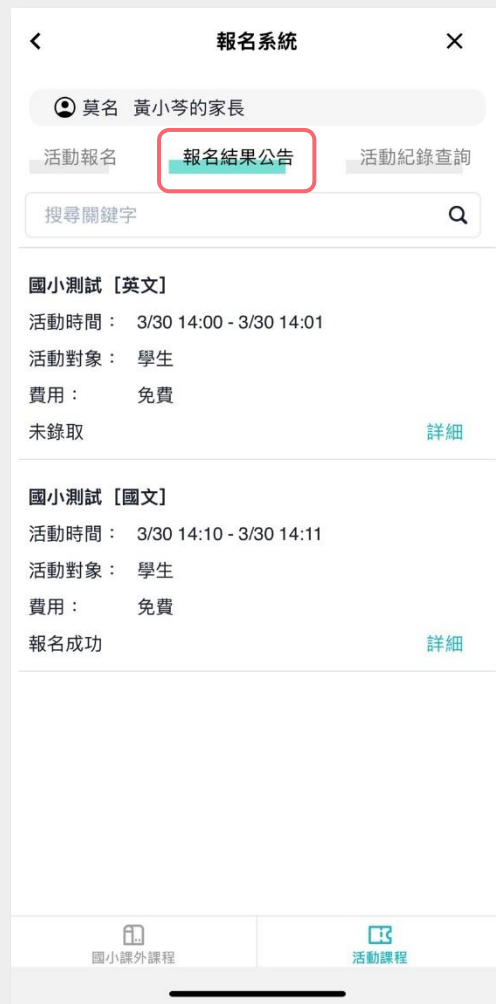 報名系統
莫名 黃小芩的家長
活動報名 報名結果公告 活動紀錄查詢
搜尋關鍵字
國小測試［英文］
活動時間： 3/30 14:00 - 3/30 14:01
活動對象： 學生
費用： 免費
未錄取 詳細
國小測試［國文］
活動時間： 3/30 14:10 - 3/30 14:11
活動對象： 學生
費用： 免費
報名成功 詳細
國小課外課程 活動課程